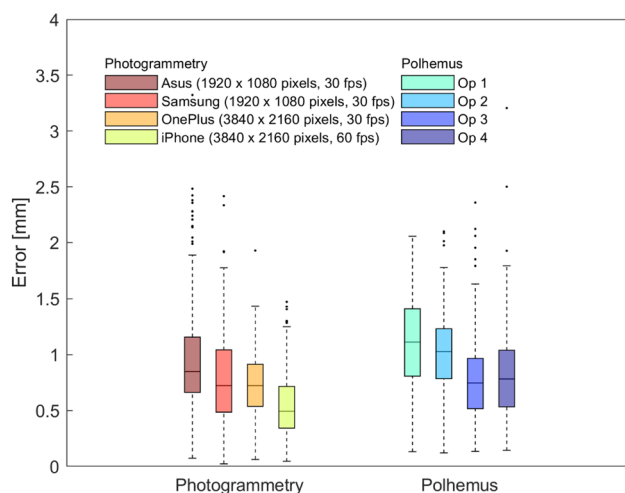 4
3.5
3
2.5
2
1.5
1
0.5
0
Error [mm]
Photogrammetry
Asus (1920 x 1080 pixels, 30 fps)
Samsung (1920 x 1080 pixels, 30 fps)
OnePlus (3840 x 2160 pixels, 30 fps)
iPhone (3840 x 2160 pixels, 60 fps)
Polhemus
Op 1
Op 2
Op 3
Op 4
Photogrammetry
Polhemus